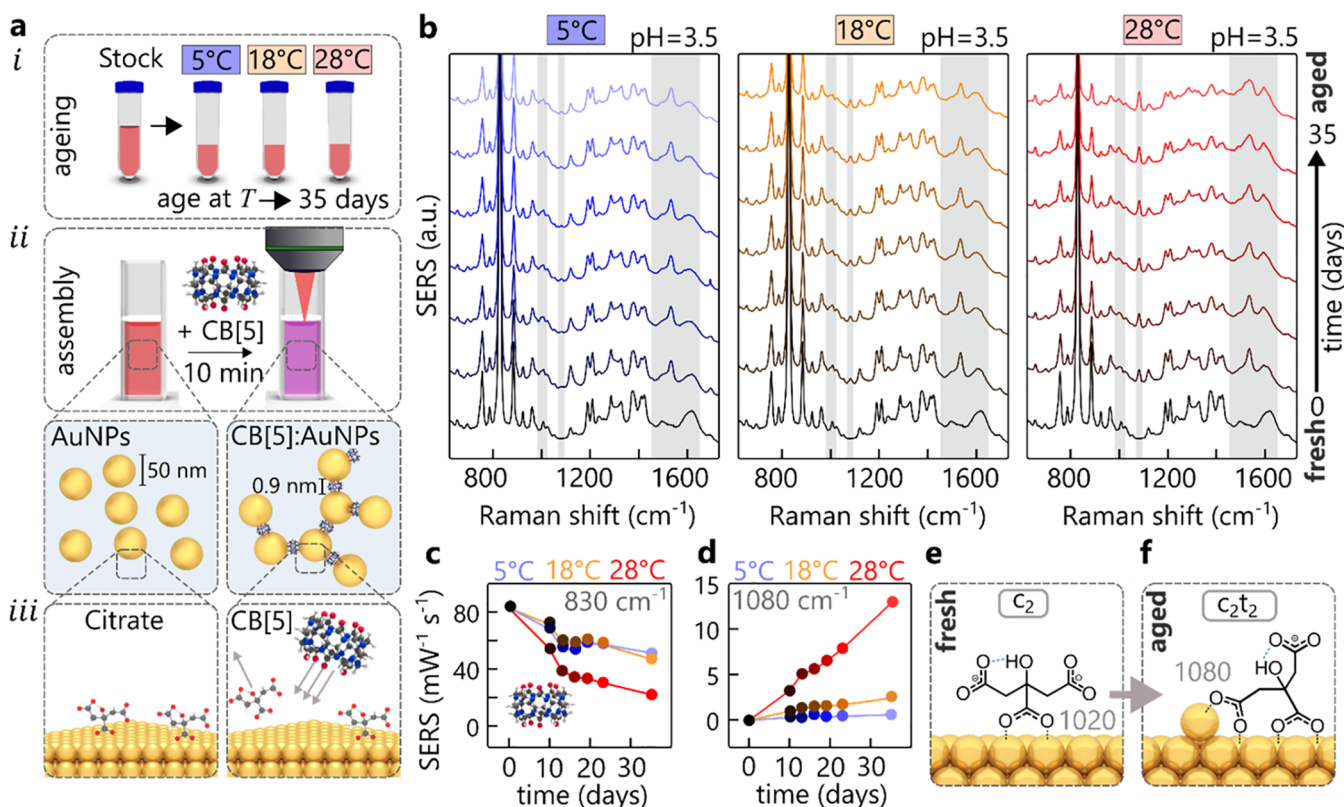 a
i
ageing
Stock
5°C
18°C
28°C
age at T → 35 days
ii
assembly
+ CB[5]
10 min
AuNPs
50 nm
CB[5]:AuNPs
0.9 nm
iii
Citrate
CB[5]
b
5°C
pH=3.5
18°C
pH=3.5
28°C
pH=3.5
SERS (a.u.)
800 1200 1600
800 1200 1600
800 1200 1600
Raman shift (cm⁻¹)
Raman shift (cm⁻¹)
Raman shift (cm⁻¹)
fresh 0 time (days) 35 aged
c
5°C 18°C 28°C
830 cm⁻¹
SERS (mW⁻¹ s⁻¹)
80
40
0
0 10 20 30
time (days)
d
5°C 18°C 28°C
1080 cm⁻¹
15
10
5
0
0 10 20 30
time (days)
e
fresh
c₂
O
HO
O
O
O
O
O
1020
f
aged
c₂t₂
1080
O
O
HO
O
O
O
O